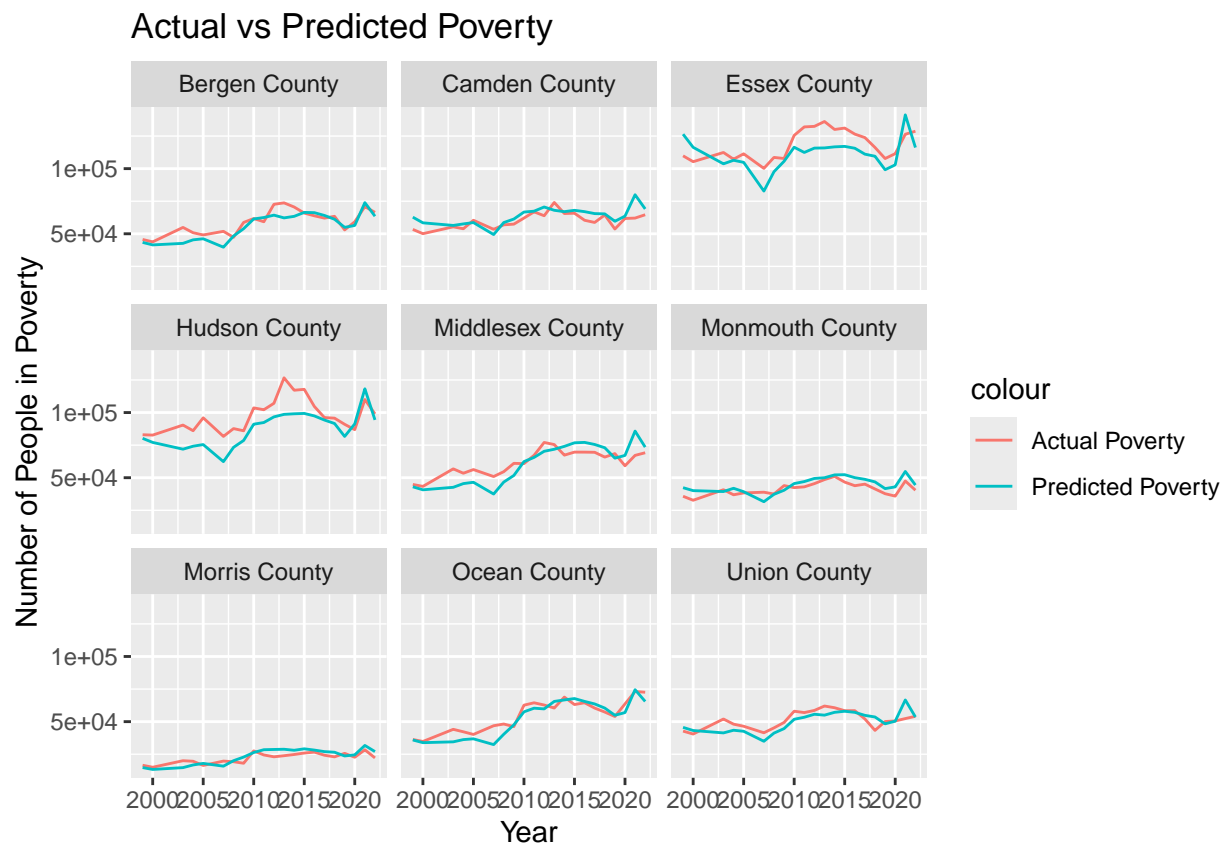 Actual vs Predicted Poverty
Number of People in Poverty
Bergen County
Camden County
Essex County
1e+05
5e+04
Hudson County
Middlesex County
Monmouth County
1e+05
5e+04
Morris County
Ocean County
Union County
1e+05
5e+04
2000 2005 2010 2015 2020
2000 2005 2010 2015 2020
2000 2005 2010 2015 2020
Year
colour
Actual Poverty
Predicted Poverty